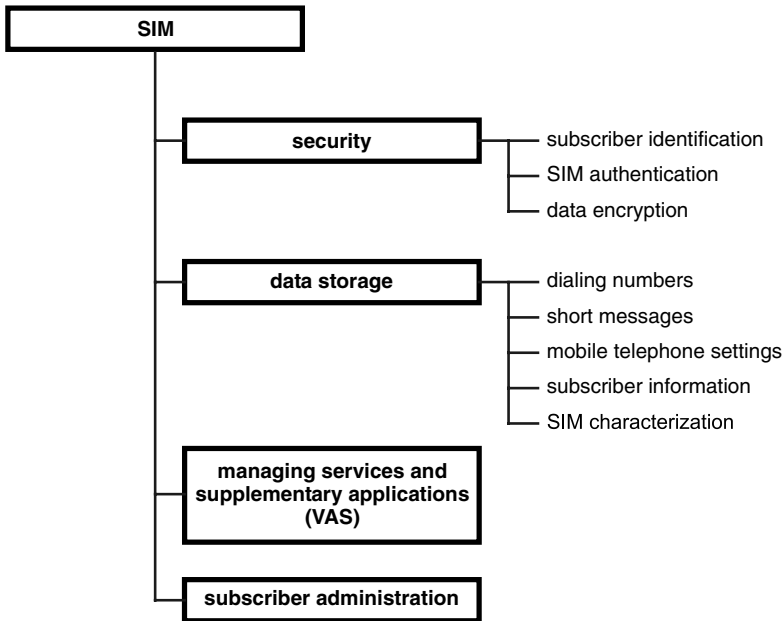 SIM
security
subscriber identification
SIM authentication
data encryption
data storage
dialing numbers
short messages
mobile telephone settings
subscriber information
SIM characterization
managing services and
supplementary applications
(VAS)
subscriber administration